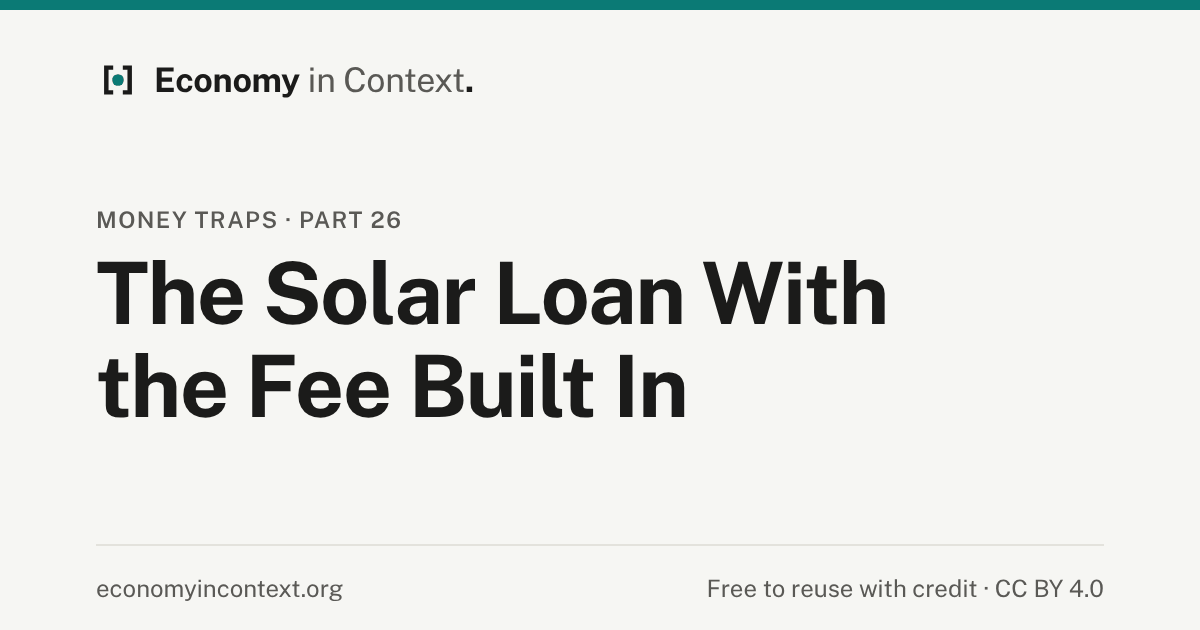 Economy in Context.
MONEY TRAPS · PART 26
The Solar Loan With
the Fee Built In
economyincontext.org
Free to reuse with credit · CC BY 4.0